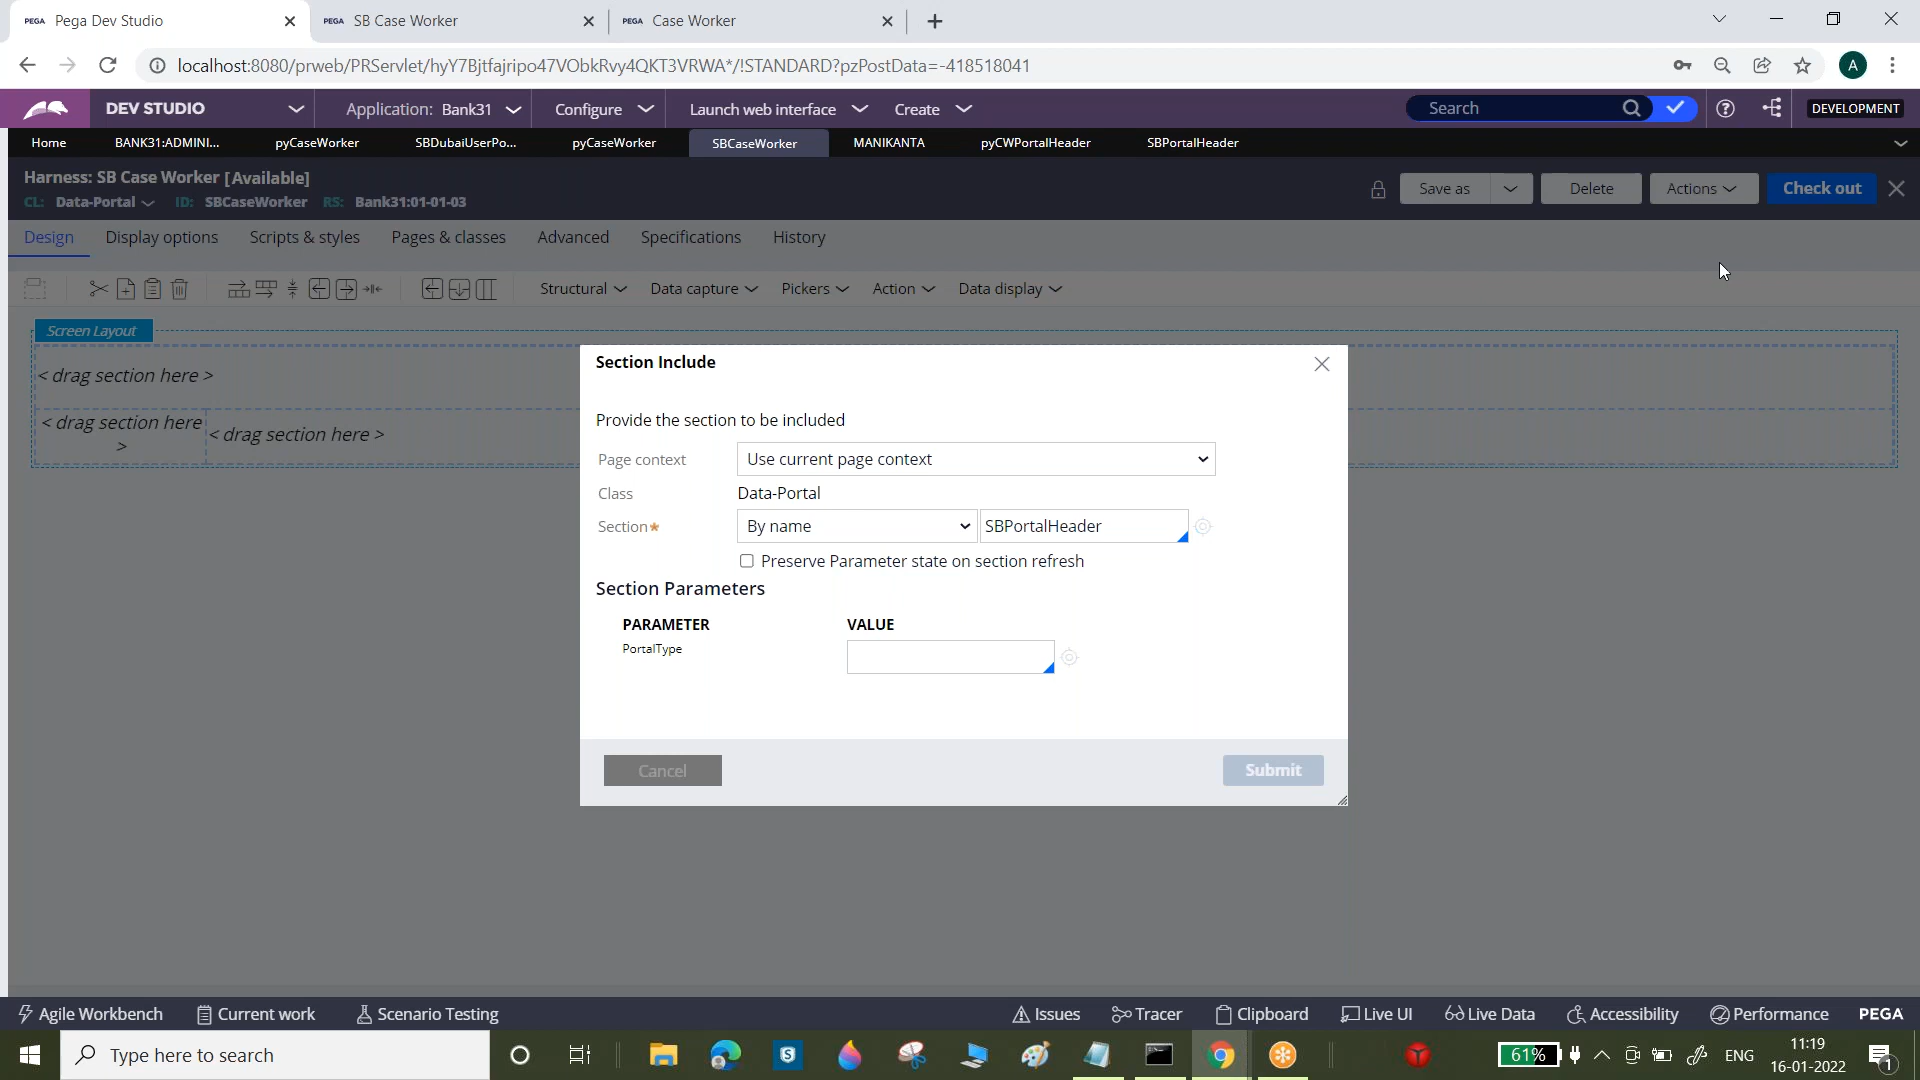 PEGA Pega Dev Studio
PEGA SB Case Worker
PEGA Case Worker
localhost:8080/prweb/PRServlet/hyY7Bjtfajripo47VObkRvy4QKT3VRWA*/!STANDARD?pzPostData=-418518041
A
DEV STUDIO
Application: Bank31
Configure
Launch web interface
Create
Search
DEVELOPMENT
Home
BANK31:ADMINI...
pyCaseWorker
SBDubaiUserPo...
pyCaseWorker
SBCaseWorker
MANIKANTA
pyCWPortalHeader
SBPortalHeader
Harness: SB Case Worker [Available]
CL: Data-Portal ID: SBCaseWorker RS: Bank31:01-01-03
Save as
Delete
Actions
Check out
Design
Display options
Scripts & styles
Pages & classes
Advanced
Specifications
History
Structural
Data capture
Pickers
Action
Data display
Screen Layout
< drag section here >
< drag section here
>
< drag section here >
Section Include
Provide the section to be included
Page context Use current page context
Class Data-Portal
Section* By name SBPortalHeader
Preserve Parameter state on section refresh
Section Parameters
PARAMETER VALUE
PortalType
Cancel
Submit
Agile Workbench
Current work
Scenario Testing
Issues
Tracer
Clipboard
Live UI
Live Data
Accessibility
Performance
PEGA
Type here to search
61%
ENG
11:19
16-01-2022
1